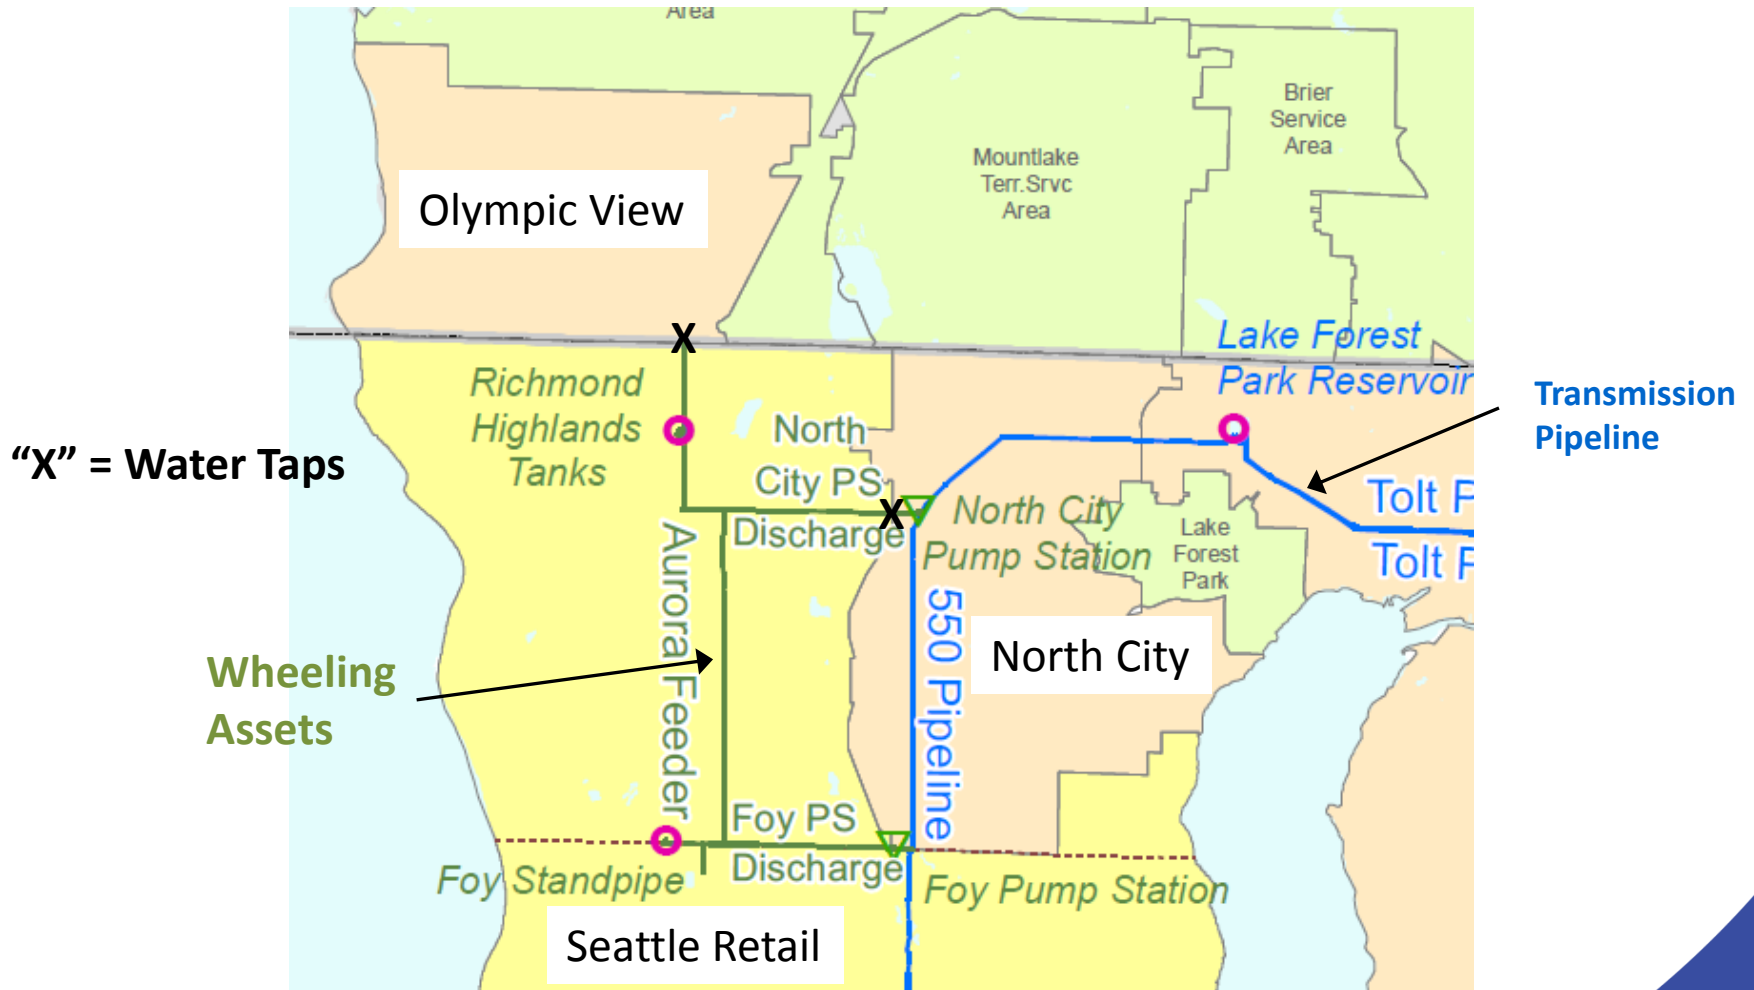 Area
Brier
Service
Area
Mountlake
Terr.Srvc
Area
Olympic View
X
Lake Forest
Park Reservoir
Richmond
Highlands
Tanks
Transmission
Pipeline
North
City PS
Discharge
“X” = Water Taps
X
North City
Pump Station
Tolt P
Tolt P
Lake
Forest
Park
Aurora Feeder
550 Pipeline
North City
Wheeling
Assets
Foy PS
Discharge
Foy Standpipe
Foy Pump Station
Seattle Retail